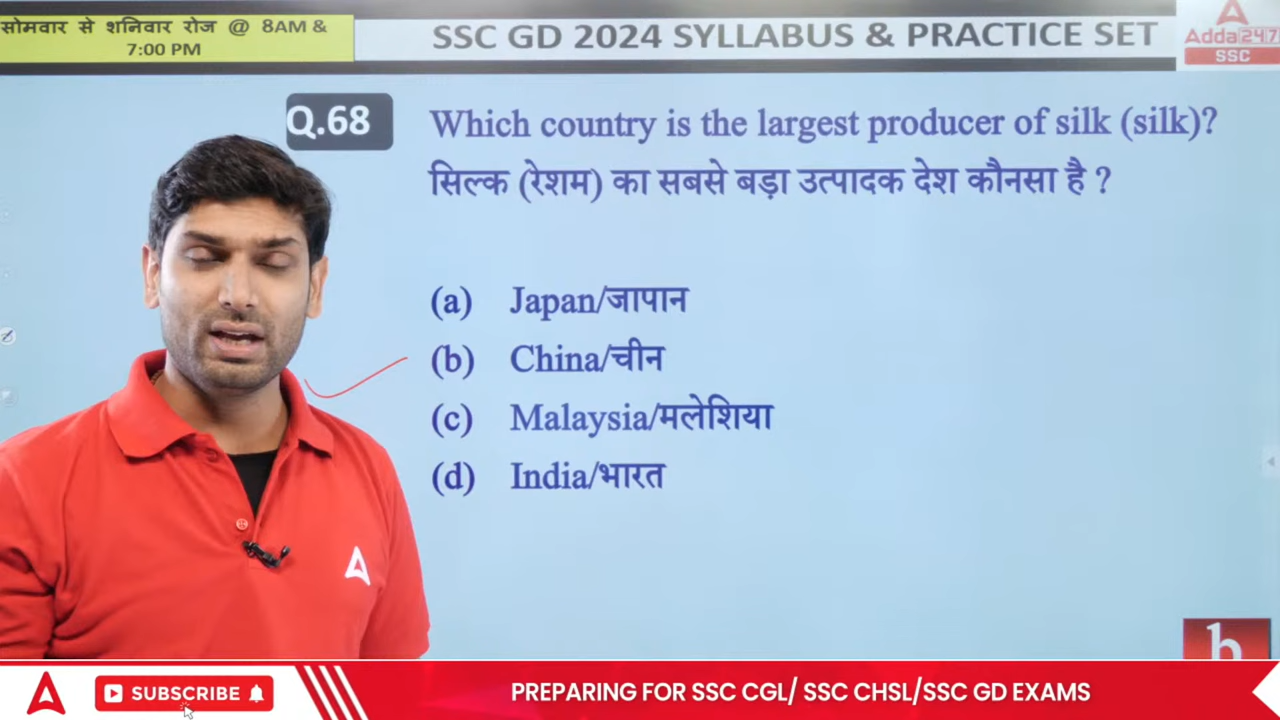 सोमवार से शनिवार रोज @ 8AM &
7:00 PM
SSC GD 2024 SYLLABUS & PRACTICE SET
Adda247
SSC
Q.68 Which country is the largest producer of silk (silk)?
सिल्क (रेशम) का सबसे बड़ा उत्पादक देश कौनसा है ?
(a) Japan/जापान
(b) China/चीन
(c) Malaysia/मलेशिया
(d) India/भारत
b
SUBSCRIBE
PREPARING FOR SSC CGL/ SSC CHSL/SSC GD EXAMS